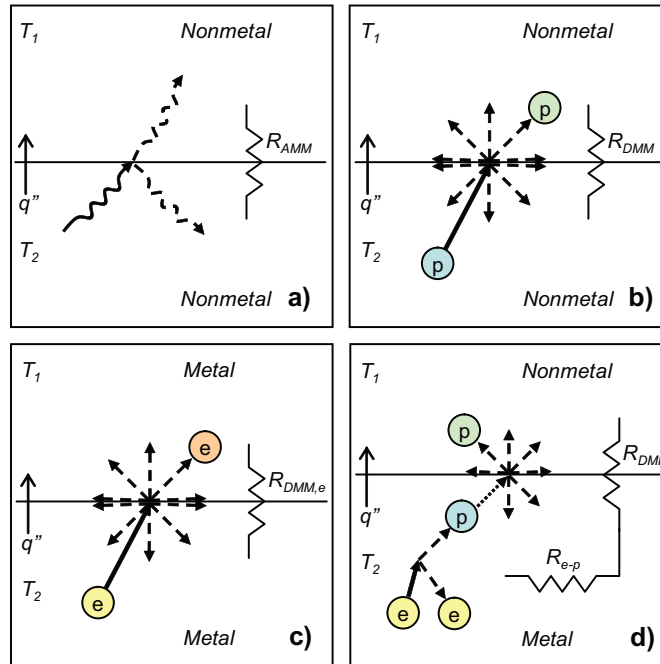 T1 Nonmetal
RAMM
q"
T2
Nonmetal a)
T1 Nonmetal
p
RDMM
q"
T2
p
Nonmetal b)
T1 Metal
e
RDMM,e
q"
T2
e
Metal c)
T1 Nonmetal
p
q"
p
T2
Re-p
e e
Metal d)